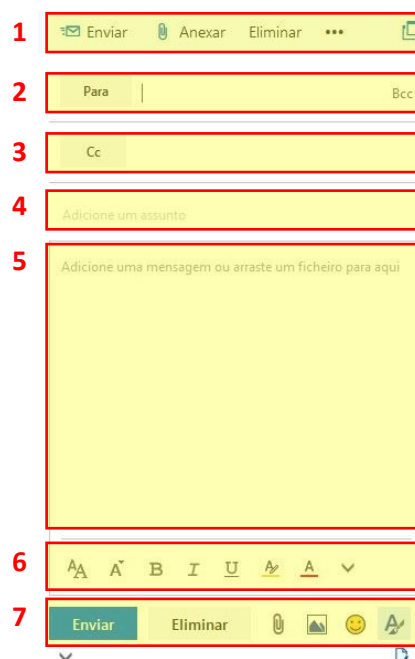 1 Enviar Anexar Eliminar •••
2 Para Bcc
3 Cc
4 Adicione um assunto
5 Adicione uma mensagem ou arraste um ficheiro para aqui
6 AA A B I U A A
7 Enviar Eliminar A